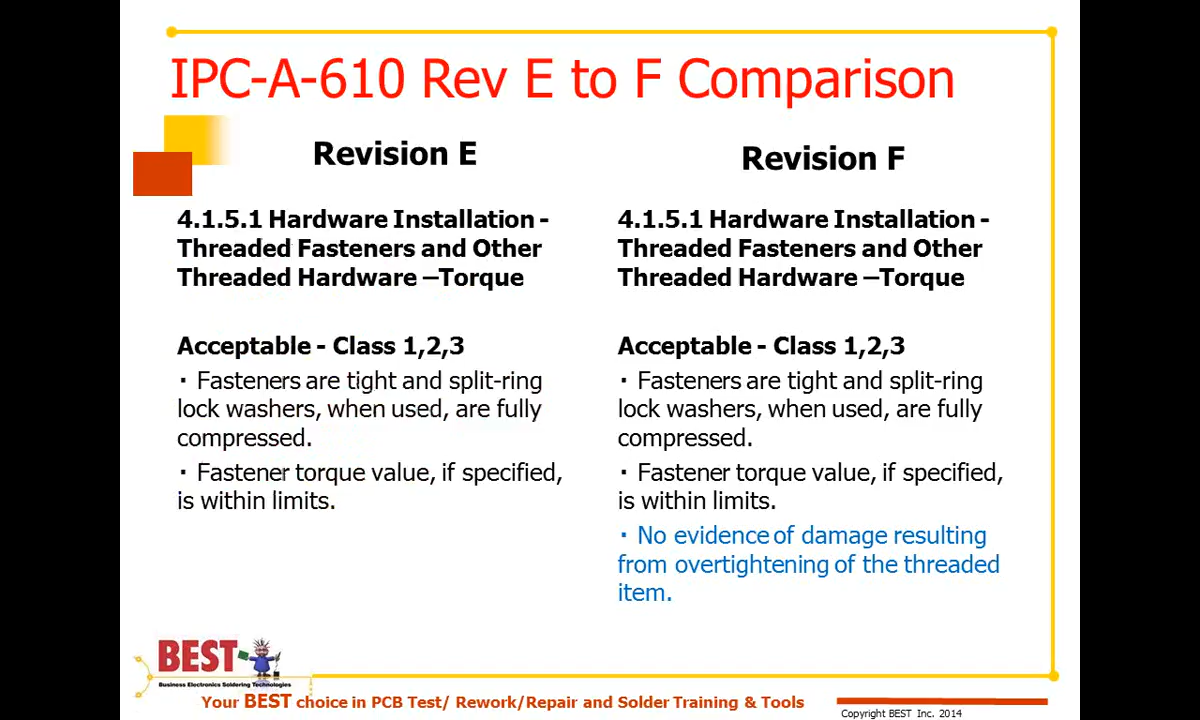 IPC-A-610 Rev E to F Comparison
Revision E
4.1.5.1 Hardware Installation -
Threaded Fasteners and Other
Threaded Hardware –Torque
Acceptable - Class 1,2,3
· Fasteners are tight and split-ring
lock washers, when used, are fully
compressed.
· Fastener torque value, if specified,
is within limits.
Revision F
4.1.5.1 Hardware Installation -
Threaded Fasteners and Other
Threaded Hardware –Torque
Acceptable - Class 1,2,3
· Fasteners are tight and split-ring
lock washers, when used, are fully
compressed.
· Fastener torque value, if specified,
is within limits.
· No evidence of damage resulting
from overtightening of the threaded
item.
BEST
Business Electronics Soldering Technologies
Your BEST choice in PCB Test/ Rework/Repair and Solder Training & Tools
Copyright BEST Inc. 2014